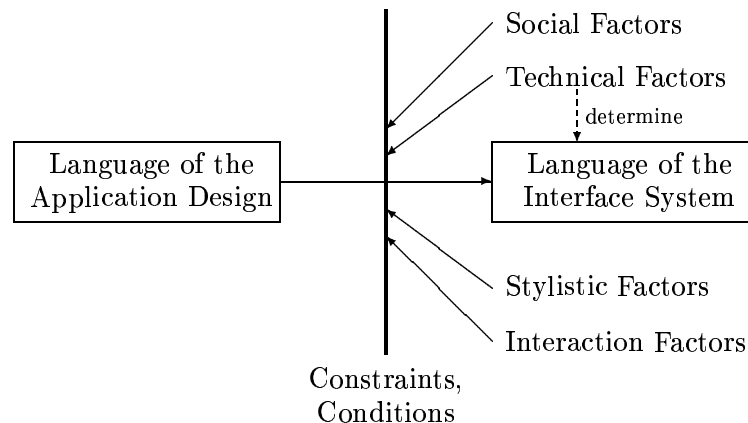 Social Factors
Technical Factors
determine
Language of the
Application Design
Language of the
Interface System
Stylistic Factors
Interaction Factors
Constraints,
Conditions